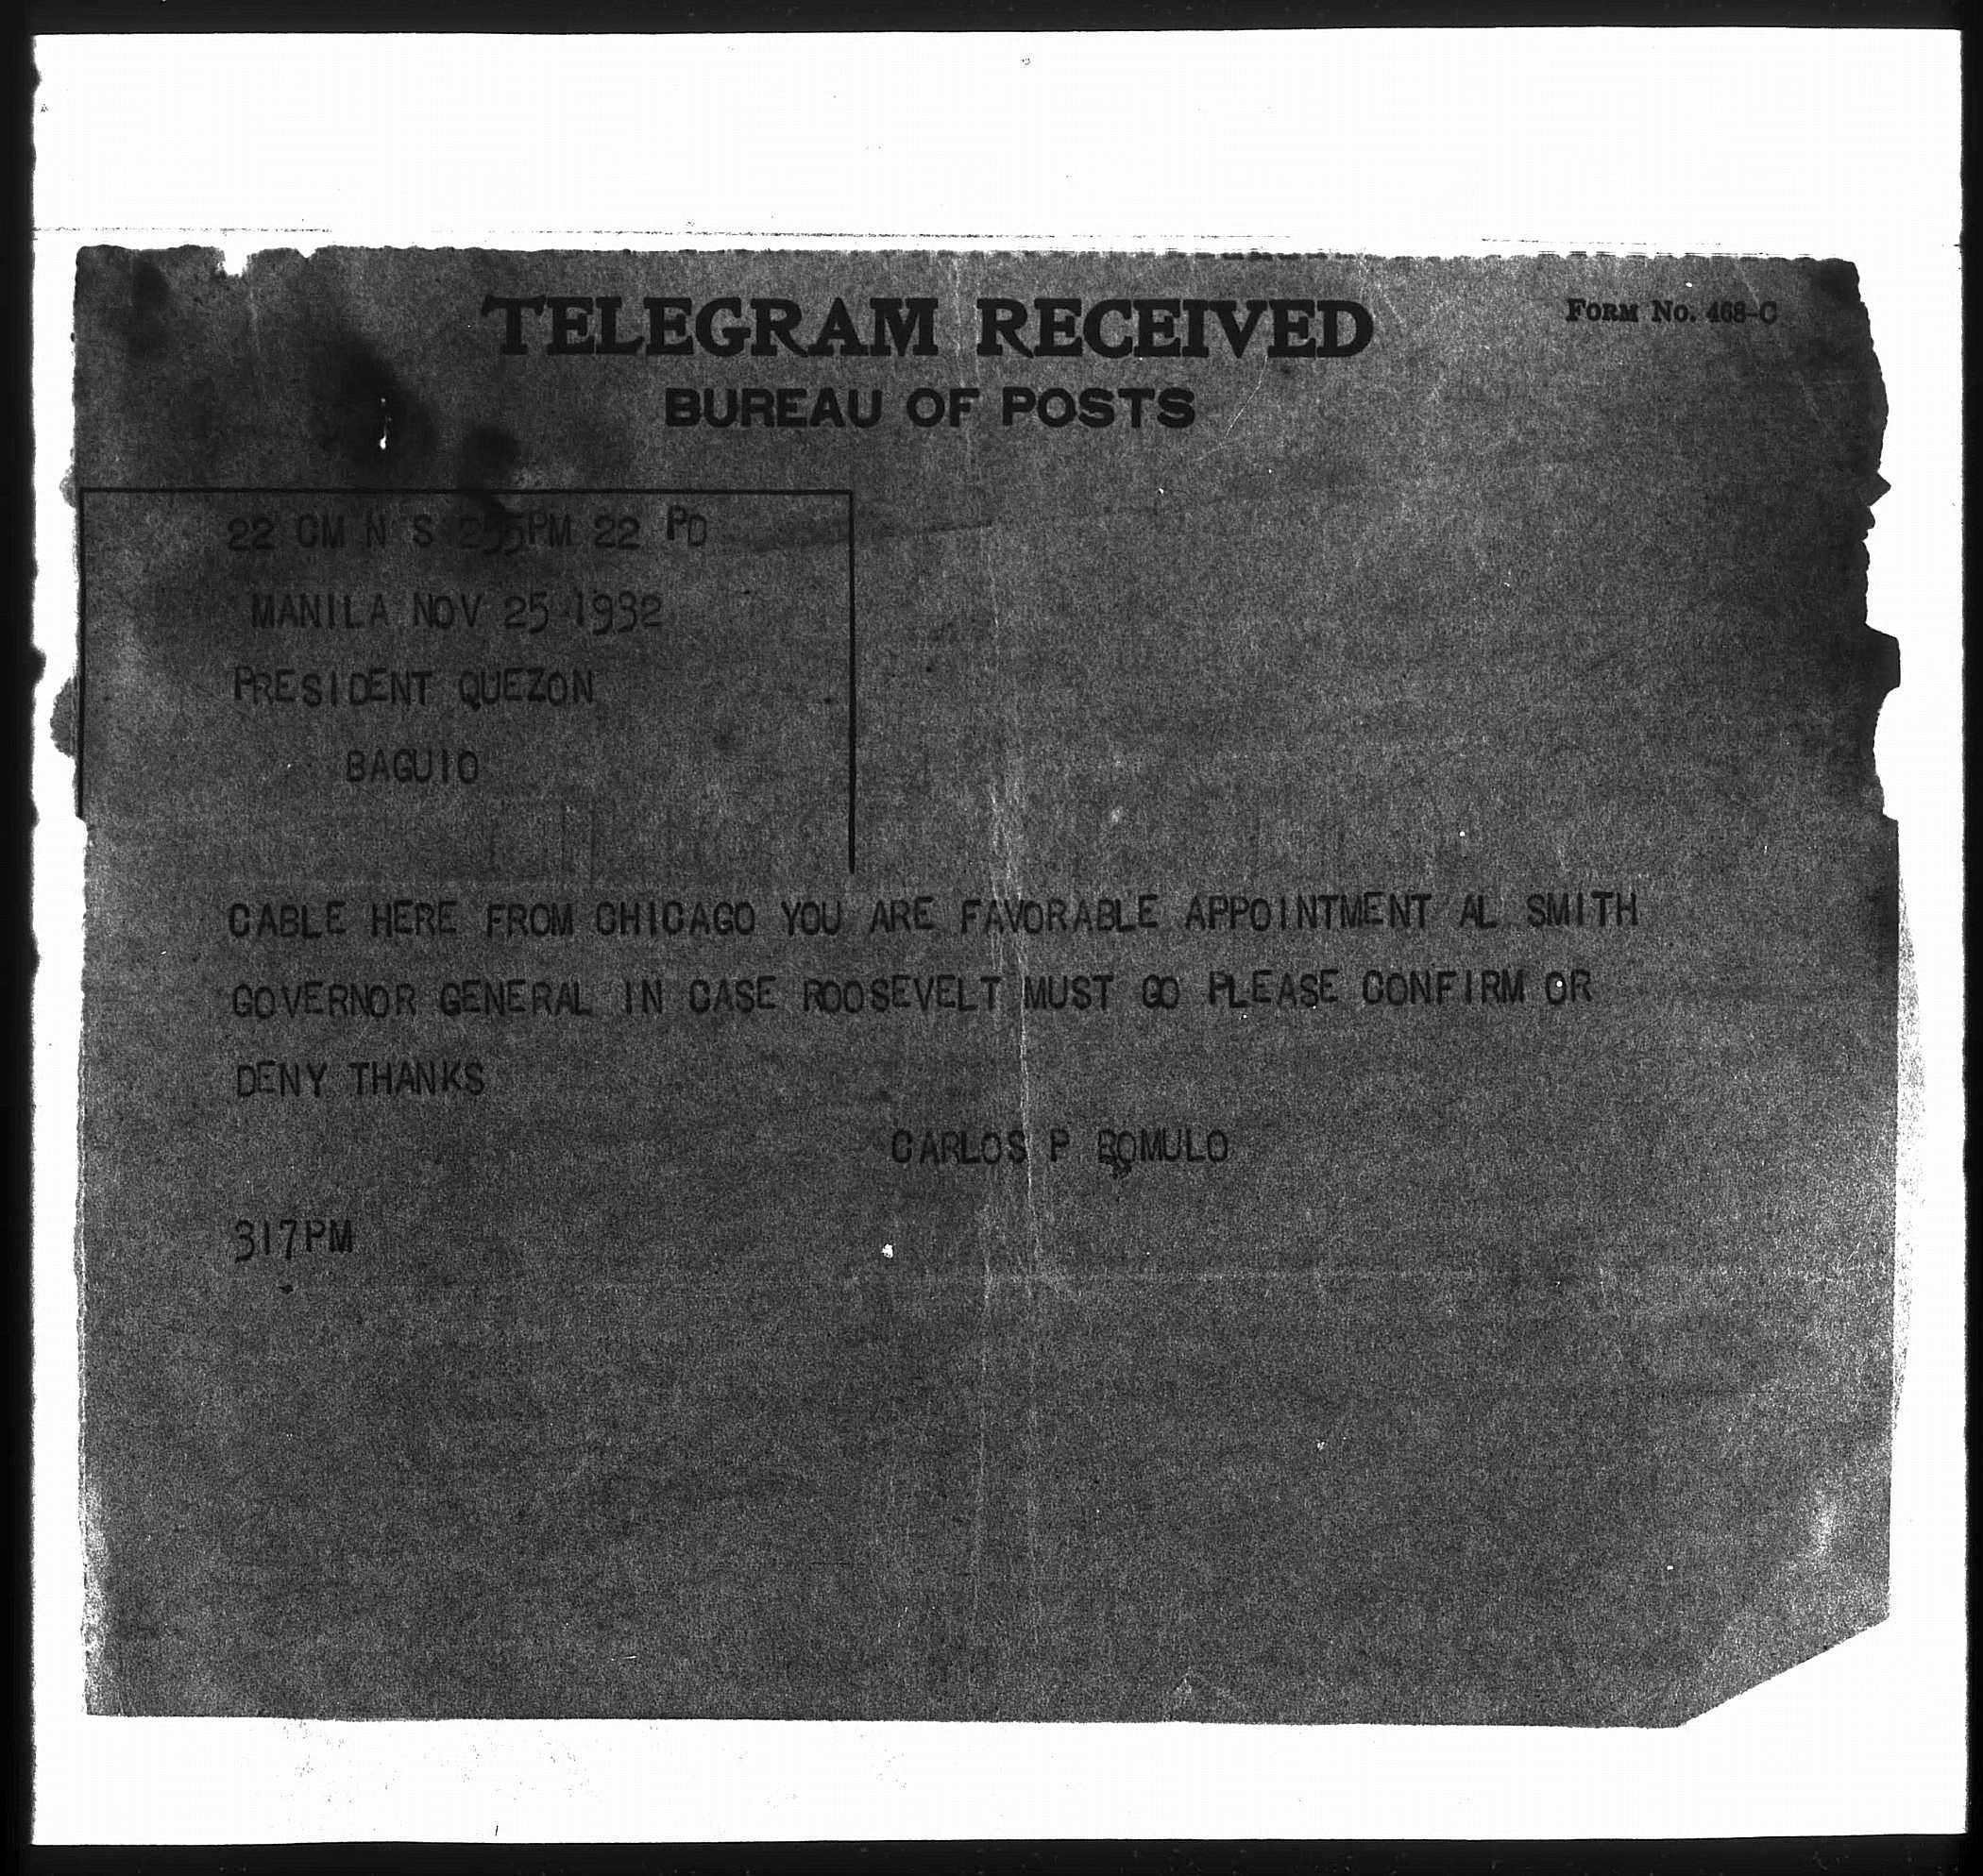 TELEGRAM RECEIVED
FORM No. 468-C
BUREAU OF POSTS
22 CM N S 255PM 22 PD
MANILA NOV 25 1932
PRESIDENT QUEZON
BAGUIO
CABLE HERE FROM CHICAGO YOU ARE FAVORABLE APPOINTMENT AL SMITH
GOVERNOR GENERAL IN CASE ROOSEVELT MUST GO PLEASE CONFIRM OR
DENY THANKS
CARLOS P ROMULO
317PM